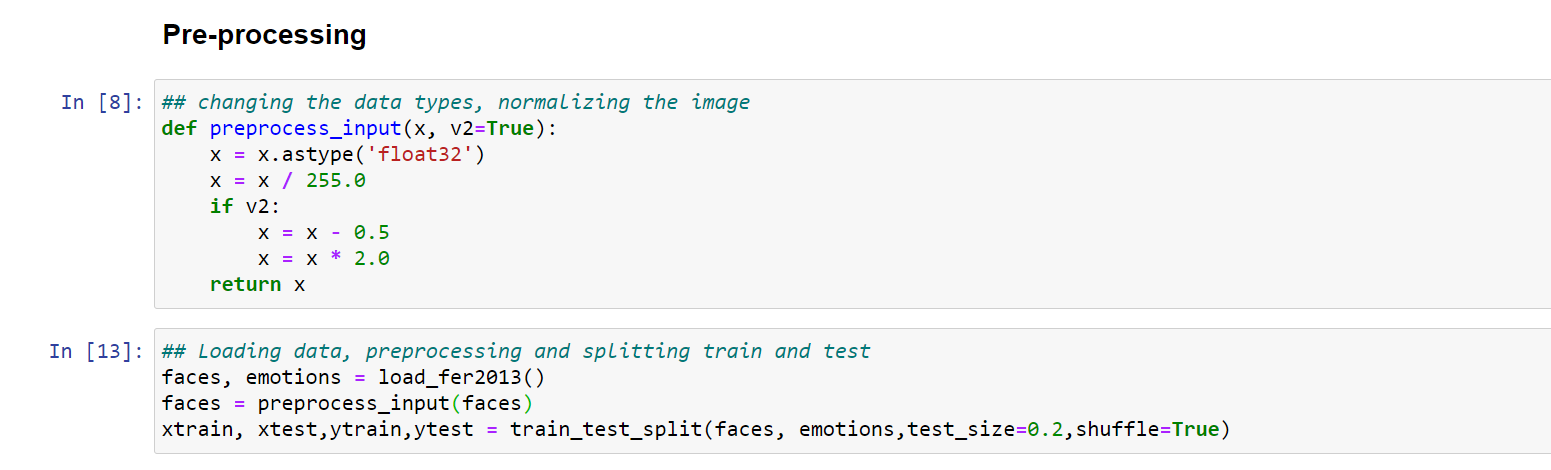 Pre-processing
In [8]: ## changing the data types, normalizing the image
def preprocess_input(x, v2=True):
    x = x.astype('float32')
    x = x / 255.0
    if v2:
        x = x - 0.5
        x = x * 2.0
    return x
In [13]: ## Loading data, preprocessing and splitting train and test
faces, emotions = load_fer2013()
faces = preprocess_input(faces)
xtrain, xtest,ytrain,ytest = train_test_split(faces, emotions,test_size=0.2,shuffle=True)